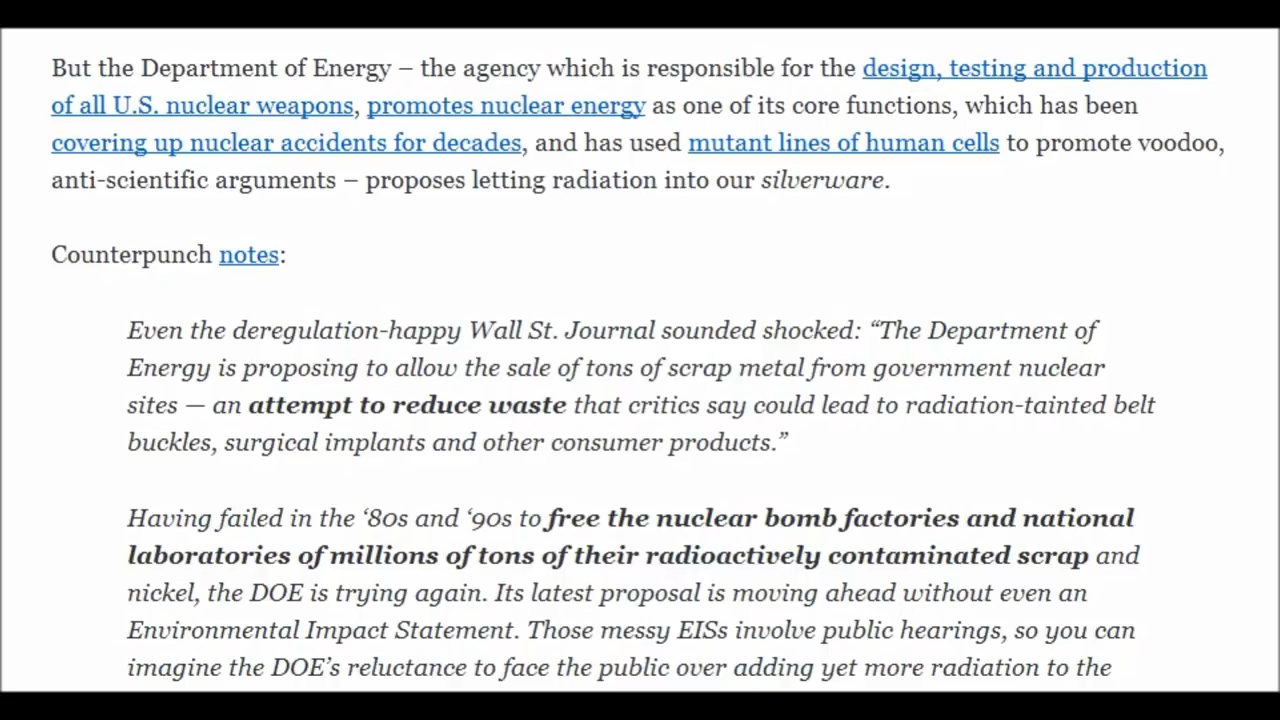 But the Department of Energy – the agency which is responsible for the design, testing and production
of all U.S. nuclear weapons, promotes nuclear energy as one of its core functions, which has been
covering up nuclear accidents for decades, and has used mutant lines of human cells to promote voodoo,
anti-scientific arguments – proposes letting radiation into our silverware.
Counterpunch notes:
Even the deregulation-happy Wall St. Journal sounded shocked: “The Department of
Energy is proposing to allow the sale of tons of scrap metal from government nuclear
sites — an attempt to reduce waste that critics say could lead to radiation-tainted belt
buckles, surgical implants and other consumer products.”
Having failed in the ‘80s and ‘90s to free the nuclear bomb factories and national
laboratories of millions of tons of their radioactively contaminated scrap and
nickel, the DOE is trying again. Its latest proposal is moving ahead without even an
Environmental Impact Statement. Those messy EISs involve public hearings, so you can
imagine the DOE’s reluctance to face the public over adding yet more radiation to the